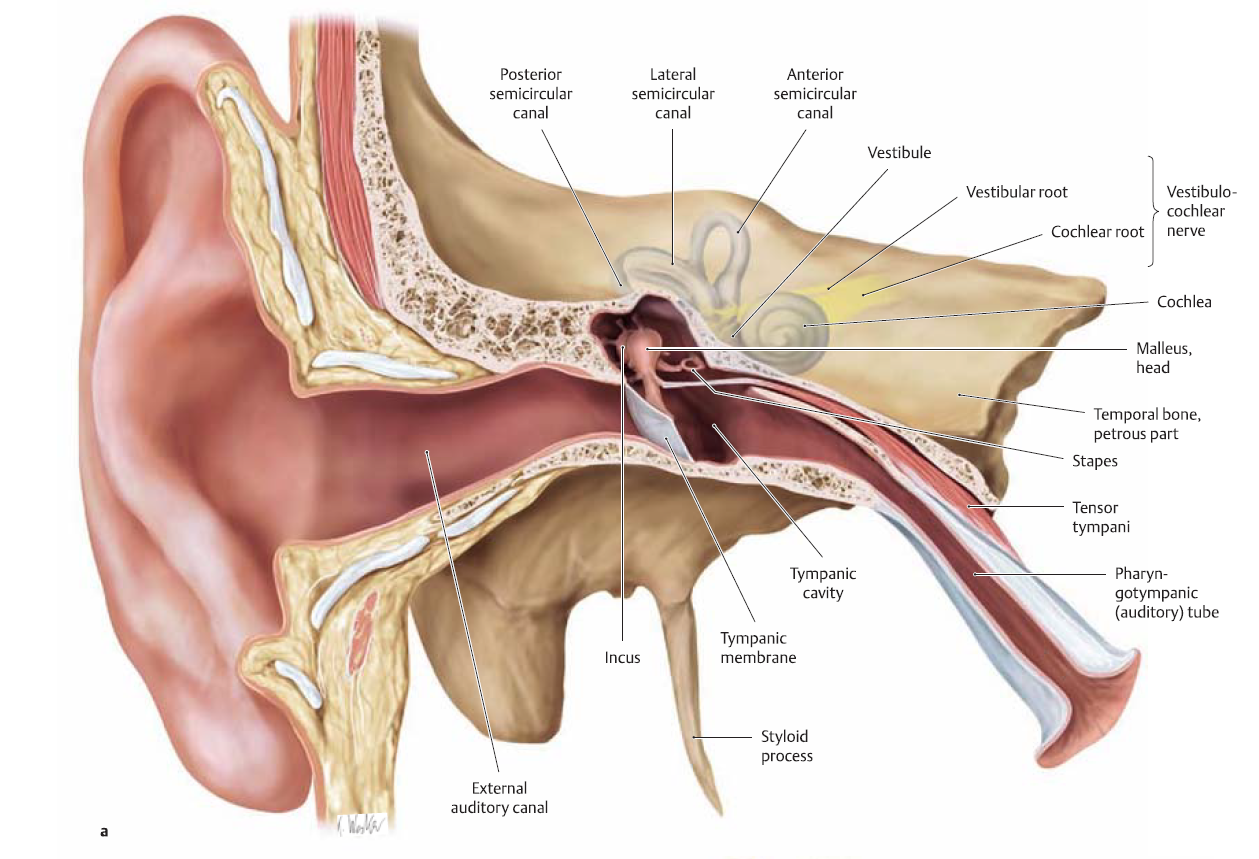 Posterior
semicircular
canal
Lateral
semicircular
canal
Anterior
semicircular
canal
Vestibule
Vestibular root
Cochlear root
Vestibulo-
cochlear
nerve
Cochlea
Malleus,
head
Temporal bone,
petrous part
Stapes
Tensor
tympani
Pharyn-
gotympanic
(auditory) tube
Tympanic
cavity
Tympanic
membrane
Incus
Styloid
process
External
auditory canal
a